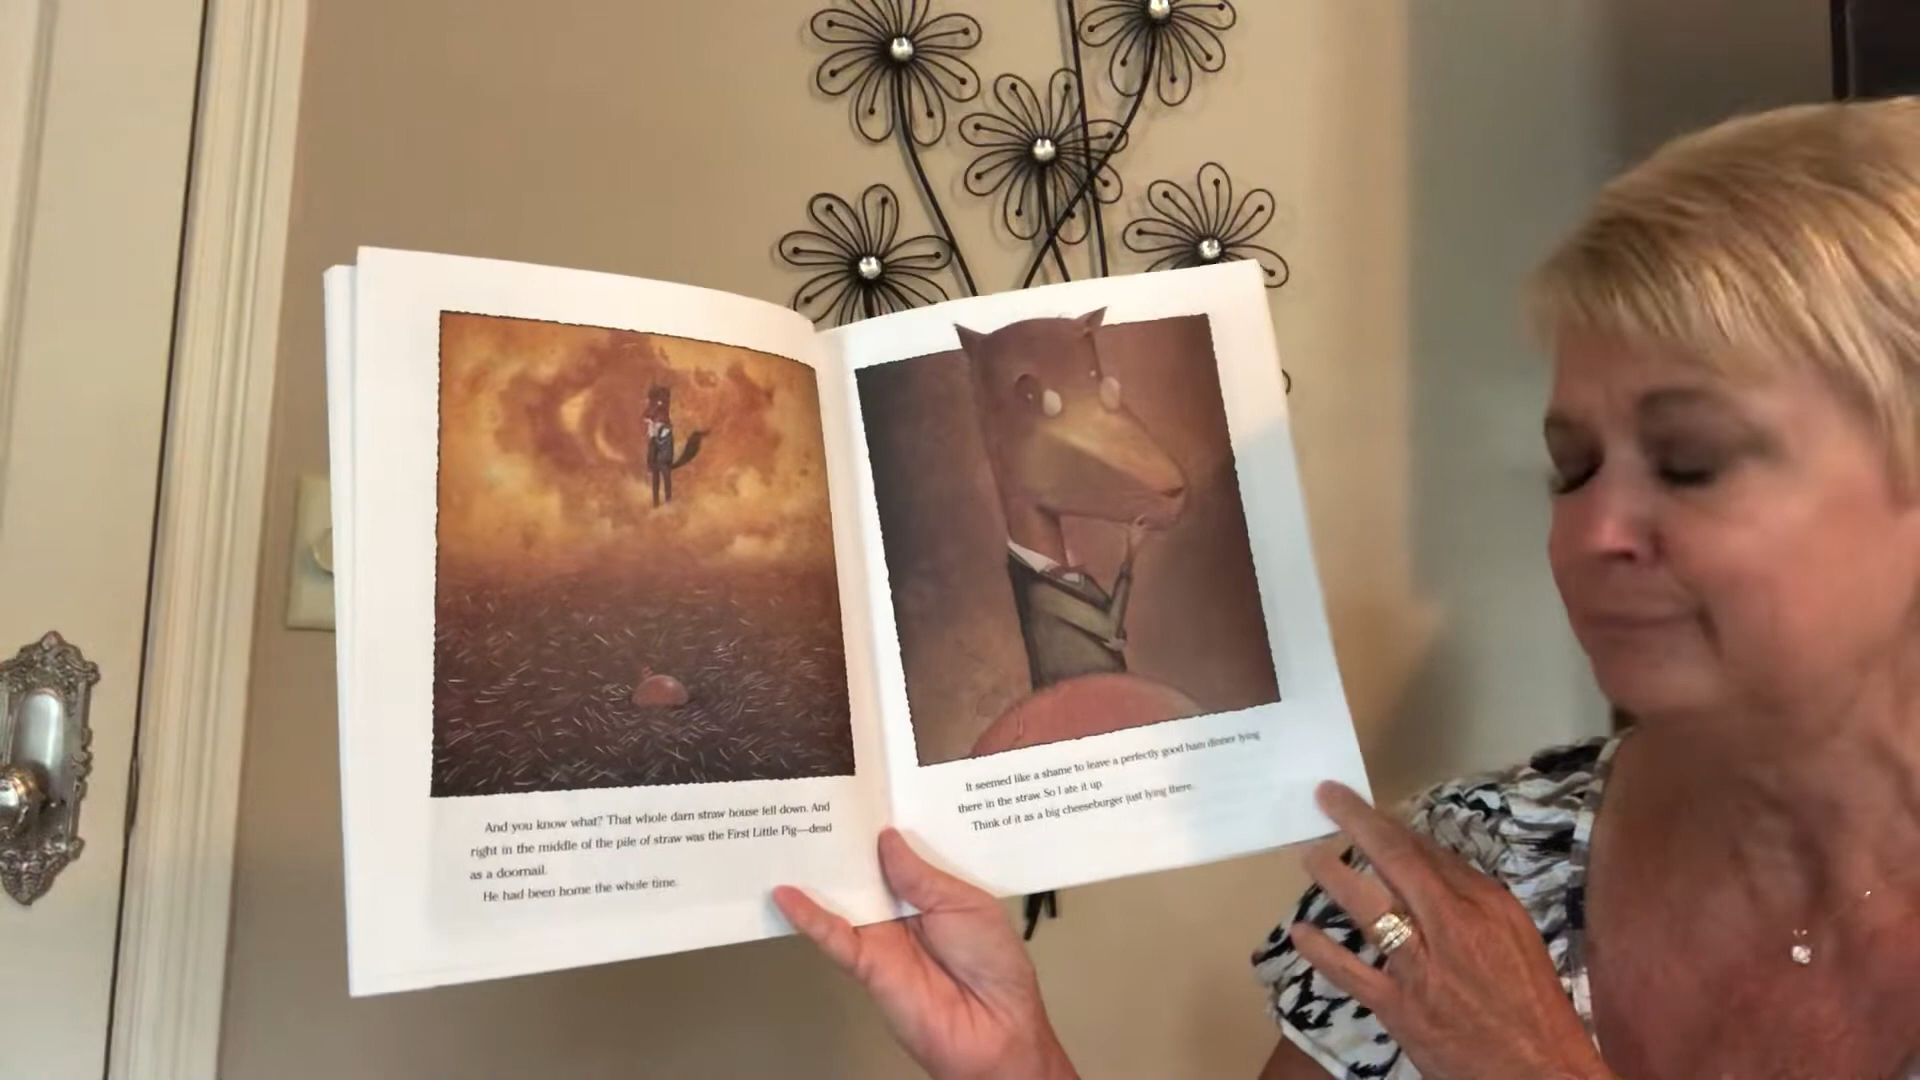 And you know what? That whole darn straw house fell down. And
right in the middle of the pile of straw was the First Little Pig—dead
as a doornail.
He had been home the whole time.
It seemed like a shame to leave a perfectly good ham dinner lying
there in the straw. So I ate it up.
Think of it as a big cheeseburger just lying there.